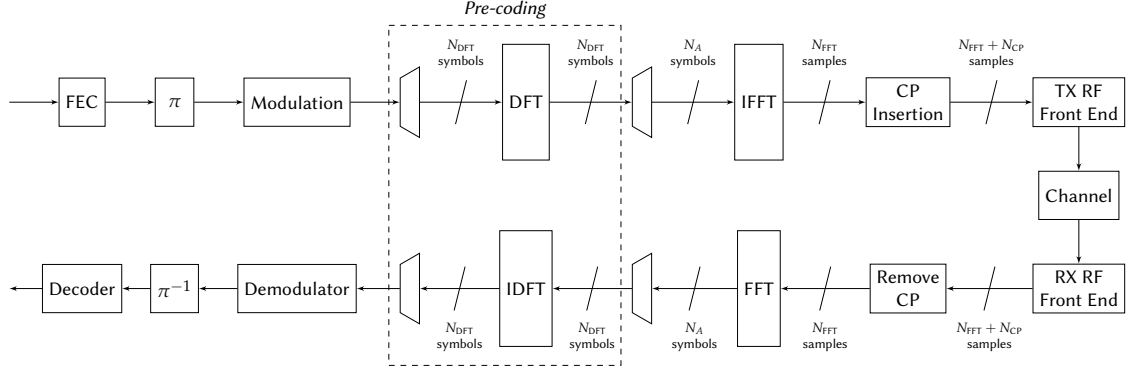 Pre-coding
N_DFT
symbols
N_DFT
symbols
N_A
symbols
N_FFT
samples
N_FFT + N_CP
samples
FEC
π
Modulation
DFT
IFFT
CP
Insertion
TX RF
Front End
Channel
Decoder
π⁻¹
Demodulator
IDFT
FFT
Remove
CP
RX RF
Front End
N_DFT
symbols
N_DFT
symbols
N_A
symbols
N_FFT
samples
N_FFT + N_CP
samples